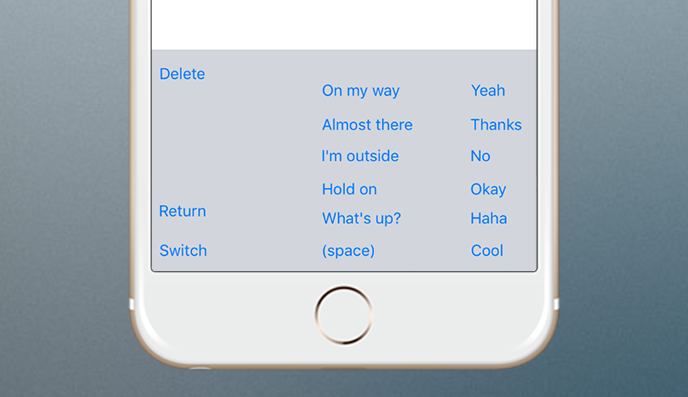 Delete
On my way
Yeah
Almost there
Thanks
I'm outside
No
Hold on
Okay
Return
What's up?
Haha
Switch
(space)
Cool